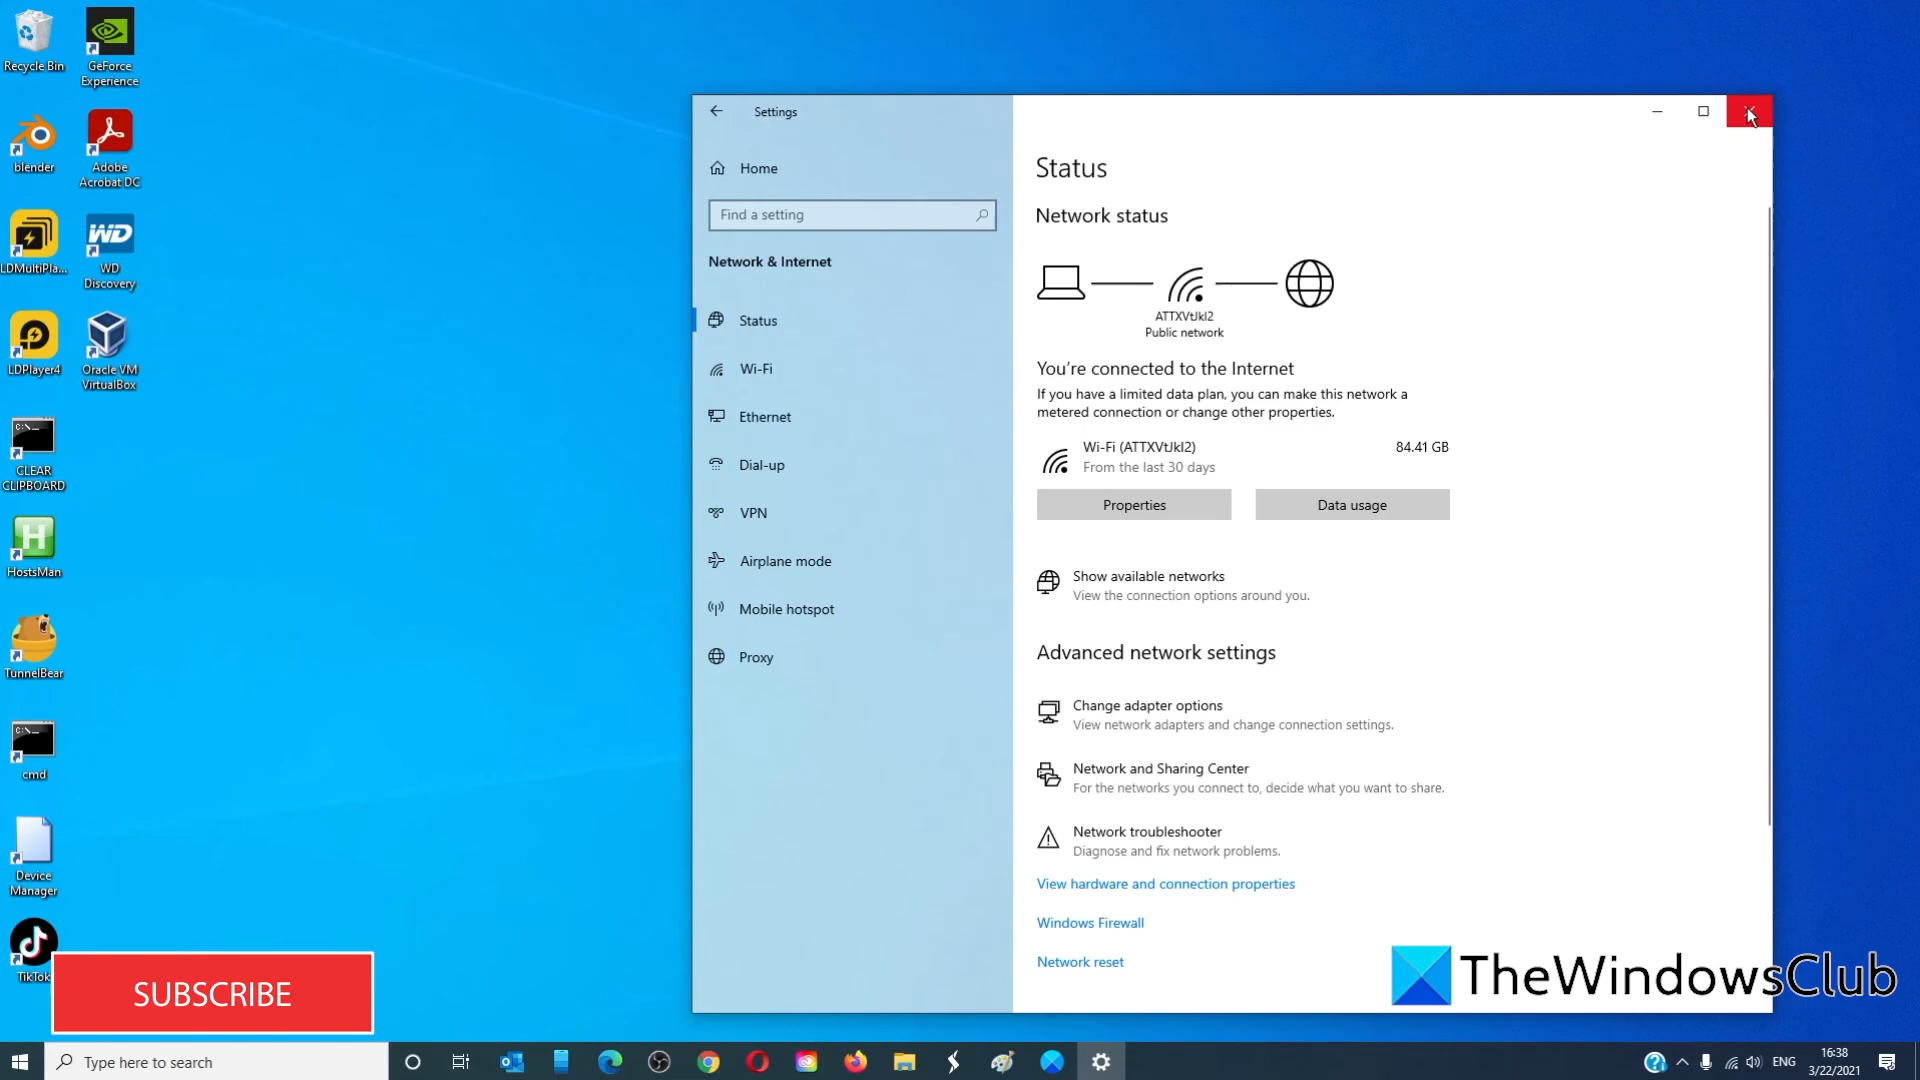 Recycle Bin
GeForce
Experience
blender
Adobe
Acrobat DC
LDMultiPla...
WD
WD
Discovery
LDPlayer4
Oracle VM
VirtualBox
CLEAR
CLIPBOARD
H
HostsMan
TunnelBear
cmd
Device
Manager
TikTok
SUBSCRIBE
Settings
Home
Find a setting
Network & Internet
Status
Wi-Fi
Ethernet
Dial-up
VPN
Airplane mode
Mobile hotspot
Proxy
Status
Network status
ATTXVtJkl2
Public network
You're connected to the Internet
If you have a limited data plan, you can make this network a
metered connection or change other properties.
Wi-Fi (ATTXVtJkl2)
84.41 GB
From the last 30 days
Properties
Data usage
Show available networks
View the connection options around you.
Advanced network settings
Change adapter options
View network adapters and change connection settings.
Network and Sharing Center
For the networks you connect to, decide what you want to share.
Network troubleshooter
Diagnose and fix network problems.
View hardware and connection properties
Windows Firewall
Network reset
TheWindowsClub
Type here to search
ENG
16:38
3/22/2021